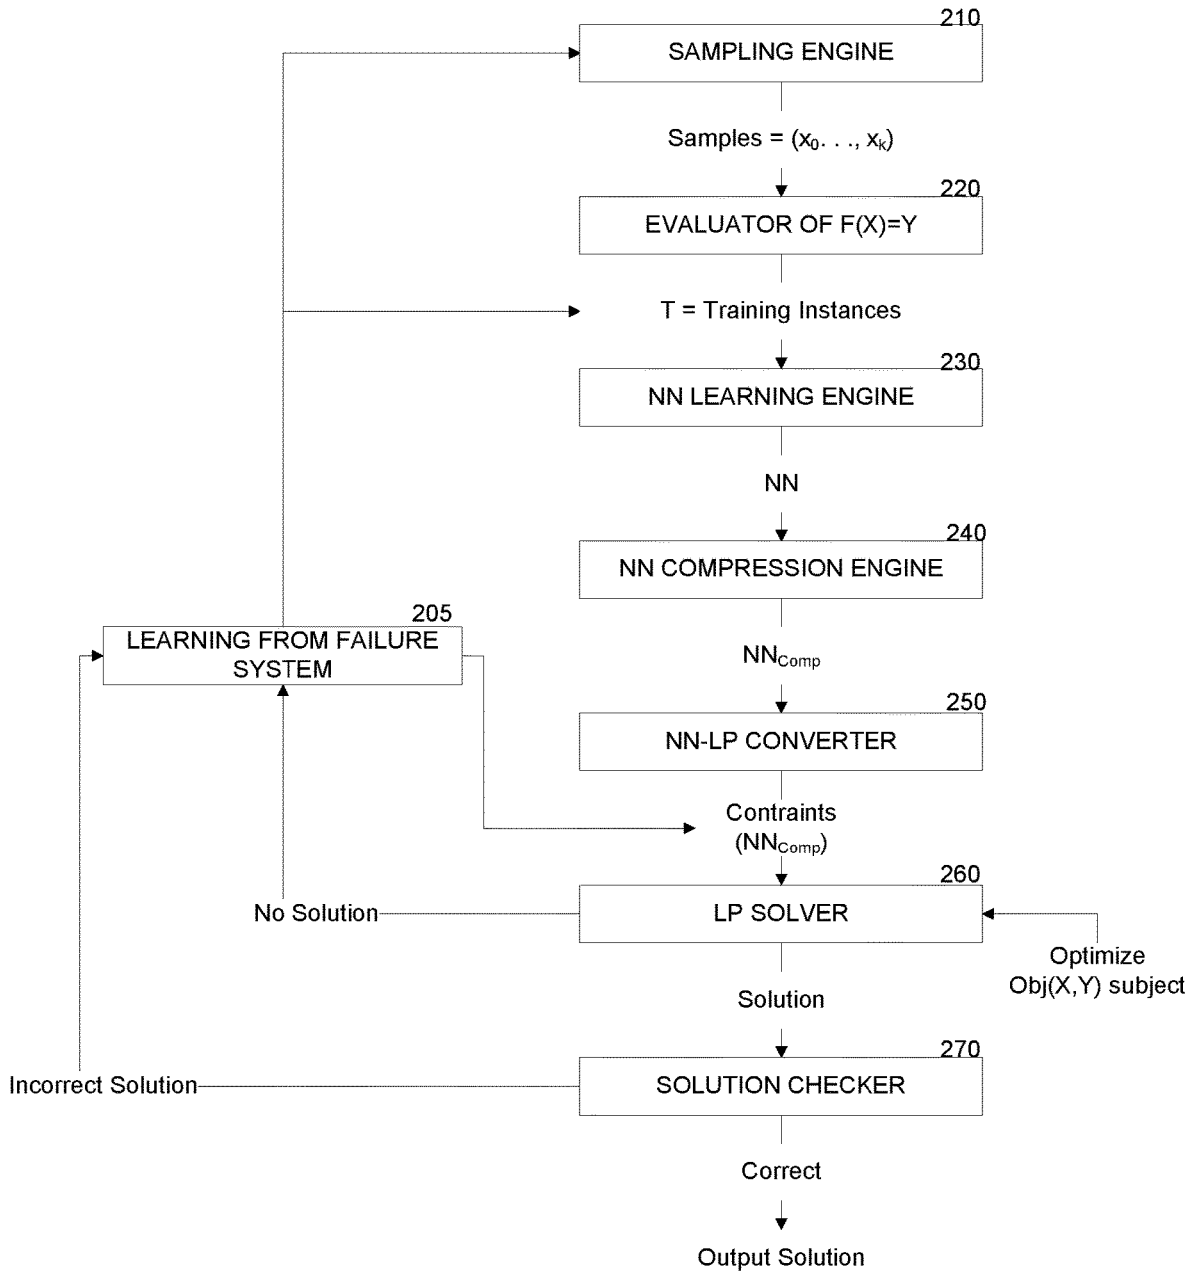 210
SAMPLING ENGINE
Samples = (x0. . ., xk)
220
EVALUATOR OF F(X)=Y
T = Training Instances
230
NN LEARNING ENGINE
NN
240
NN COMPRESSION ENGINE
205
LEARNING FROM FAILURE
SYSTEM
NNComp
250
NN-LP CONVERTER
Contraints
(NNComp)
260
No Solution
LP SOLVER
Optimize
Obj(X,Y) subject
Solution
270
Incorrect Solution
SOLUTION CHECKER
Correct
Output Solution